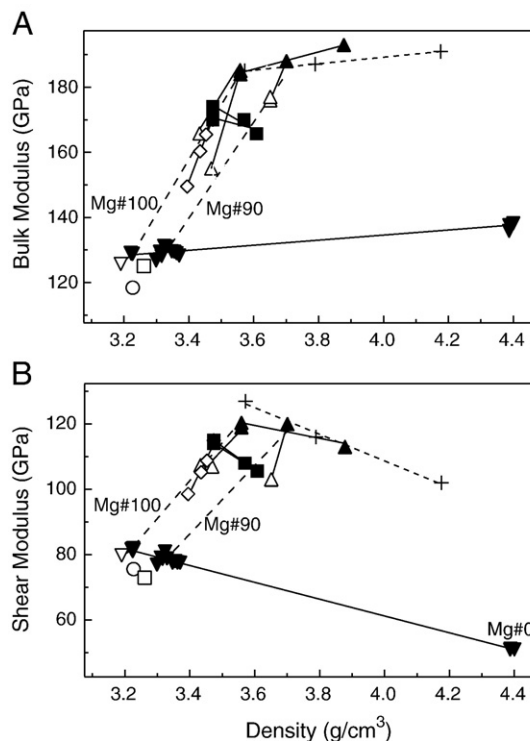 A
Bulk Modulus (GPa)
180
160
140
120
Mg#100
Mg#90
3.2 3.4 3.6 3.8 4.0 4.2 4.4
B
Shear Modulus (GPa)
120
100
80
60
Mg#100
Mg#90
Mg#0
3.2 3.4 3.6 3.8 4.0 4.2 4.4
Density (g/cm³)